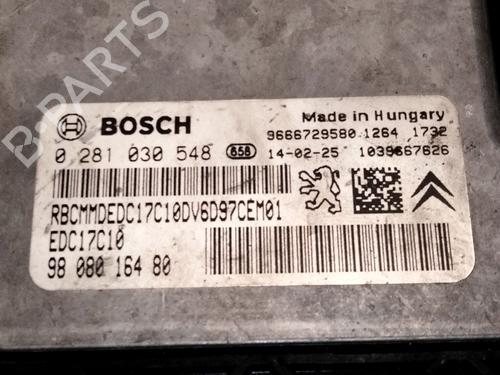 B-PARTS
BOSCH
Made in Hungary
9666729580 1264 1732
0 281 030 548 658 14-02-25 1039667626
RBCMMDEDC17C10DV6D97CEM01
EDC17C10
98 080 164 80